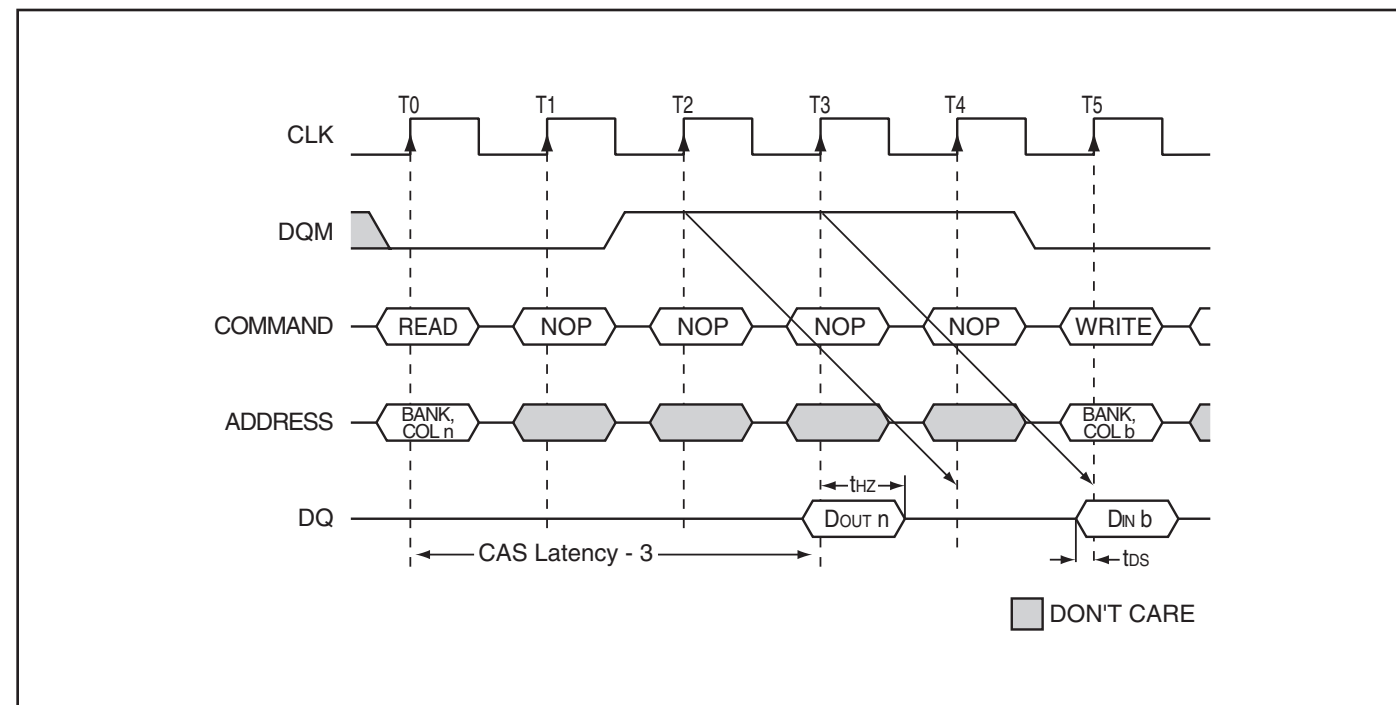 T0 T1 T2 T3 T4 T5
CLK
DQM
COMMAND READ NOP NOP NOP NOP WRITE
ADDRESS BANK, COL n BANK, COL b
tHZ
DQ DOUT n DIN b
CAS Latency - 3 tDS
DON'T CARE